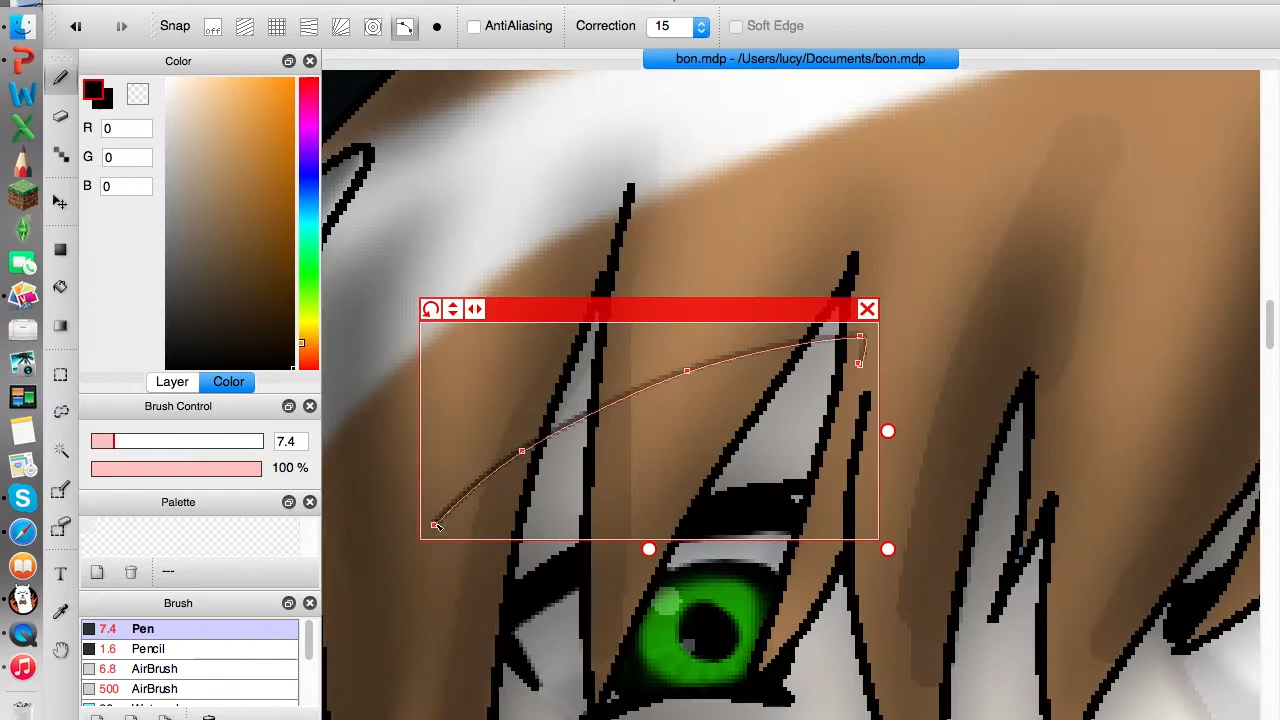 Snap off AntiAliasing Correction 15 Soft Edge
bon.mdp - /Users/lucy/Documents/bon.mdp
Color
R 0
G 0
B 0
Layer Color
Brush Control
7.4
100 %
Palette
---
Brush
7.4 Pen
1.6 Pencil
6.8 AirBrush
500 AirBrush
T